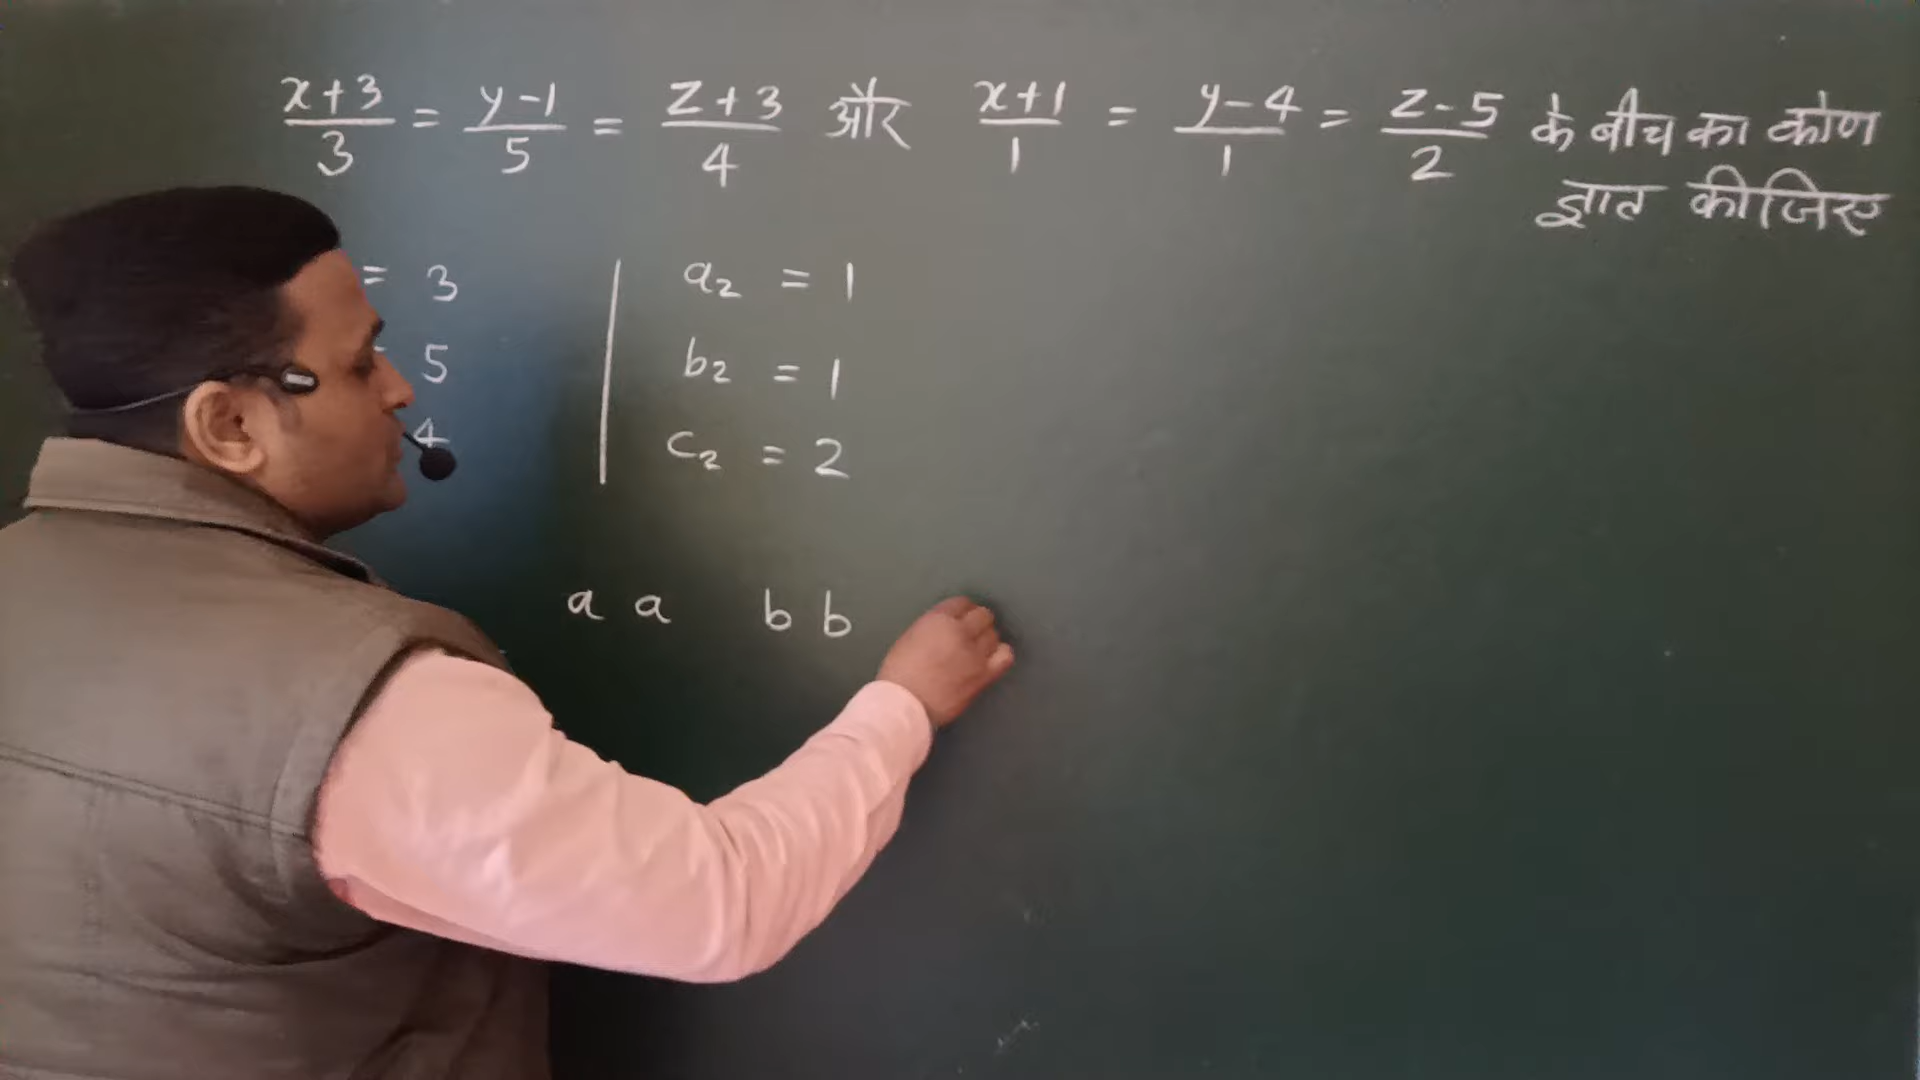 x+3/3 = y-1/5 = z+3/4 और x+1/1 = y-4/1 = z-5/2 के बीच का कोण
ज्ञात कीजिए
= 3 | a₂ = 1
5 | b₂ = 1
4 | c₂ = 2
a a b b